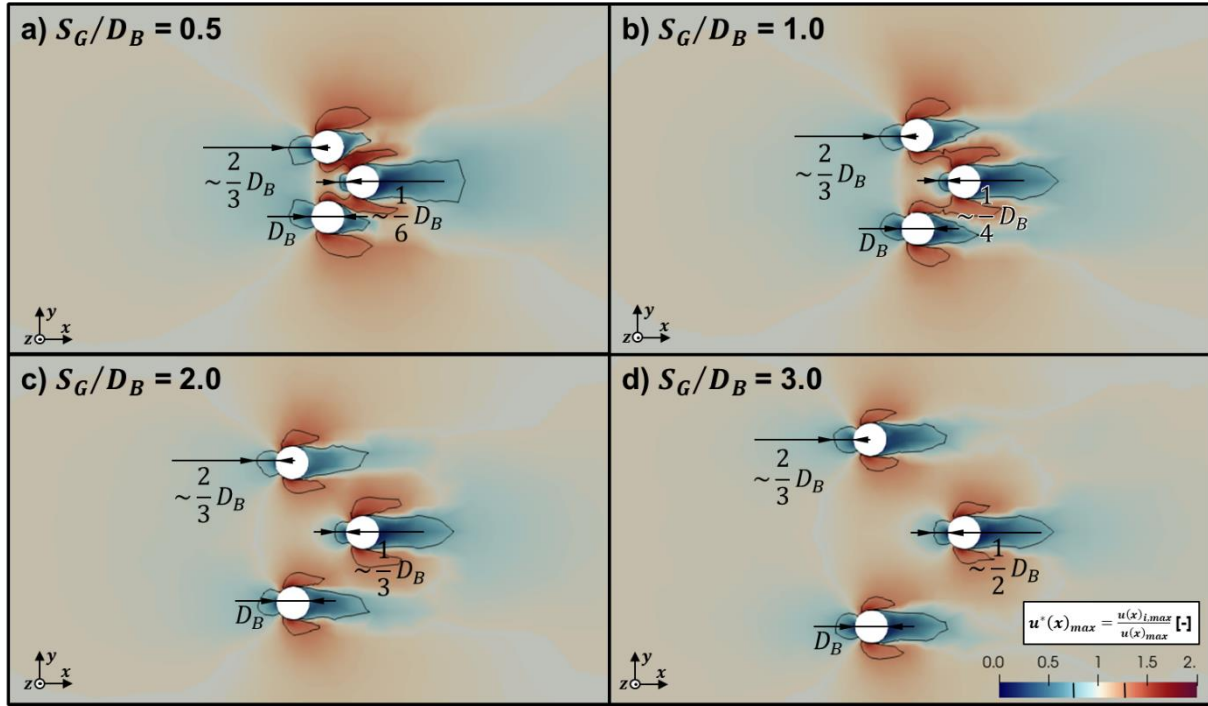 a) S_G/D_B = 0.5
~2/3 D_B
D_B
~1/6 D_B
y
z x
b) S_G/D_B = 1.0
~2/3 D_B
D_B
~1/4 D_B
y
z x
c) S_G/D_B = 2.0
~2/3 D_B
D_B
~1/3 D_B
y
z x
d) S_G/D_B = 3.0
~2/3 D_B
D_B
~1/2 D_B
y
z x
u*(x)_max = u(x)_i,max / u(x)_max [-]
0.0 0.5 1 1.5 2.